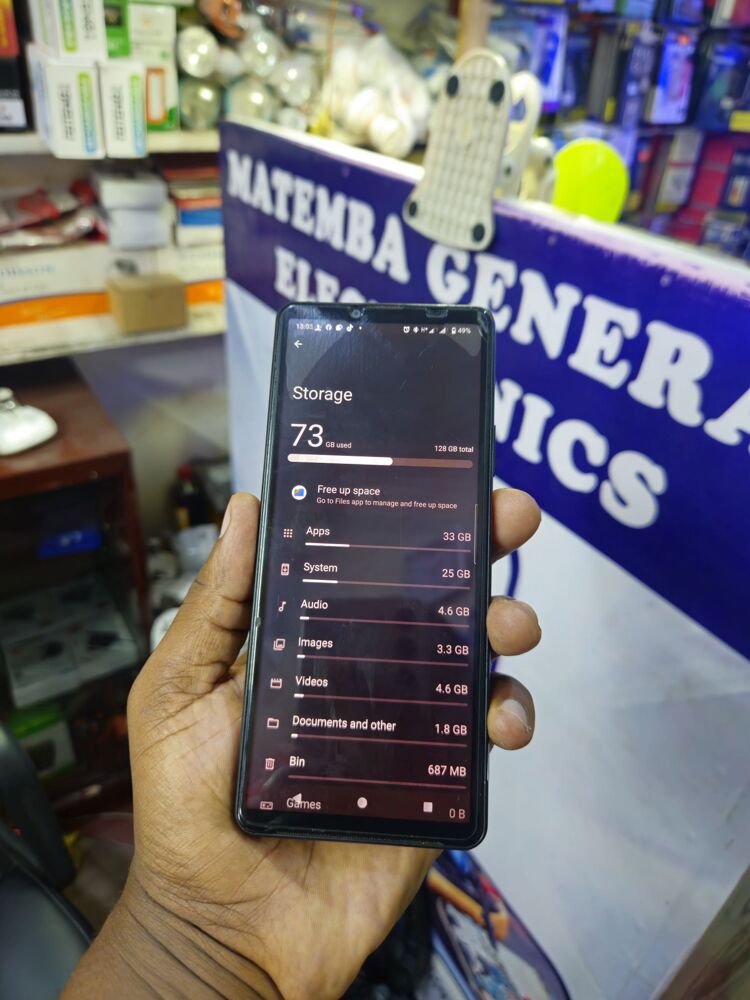 MATEMBA GENERA
ELEC
NICS
13:03
H+
49%
Storage
73 GB used
128 GB total
Free up space
Go to Files app to manage and free up space
Apps
33 GB
System
25 GB
Audio
4.6 GB
Images
3.3 GB
Videos
4.6 GB
Documents and other
1.8 GB
Bin
687 MB
Games
0 B